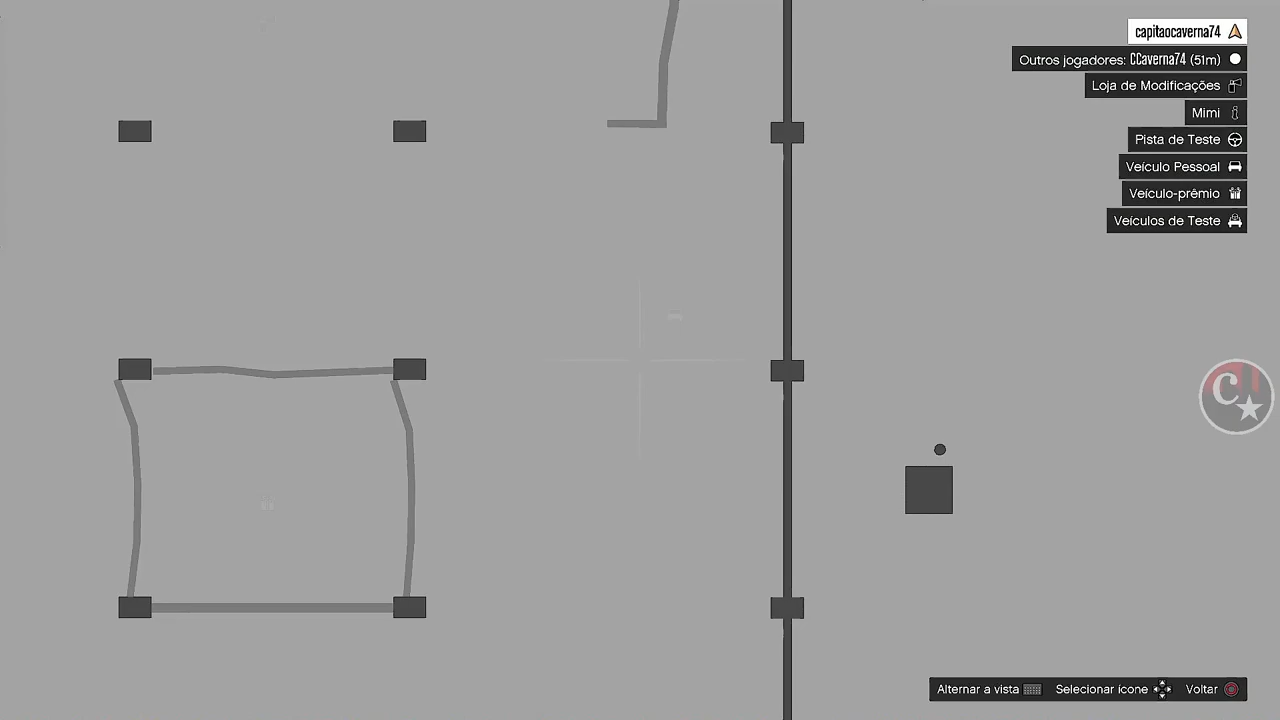 capitaocaverna74
Outros jogadores: CCaverna74 (51m)
Loja de Modificações
Mimi
Pista de Teste
Veículo Pessoal
Veículo-prêmio
Veículos de Teste
C
Alternar a vista Selecionar ícone Voltar